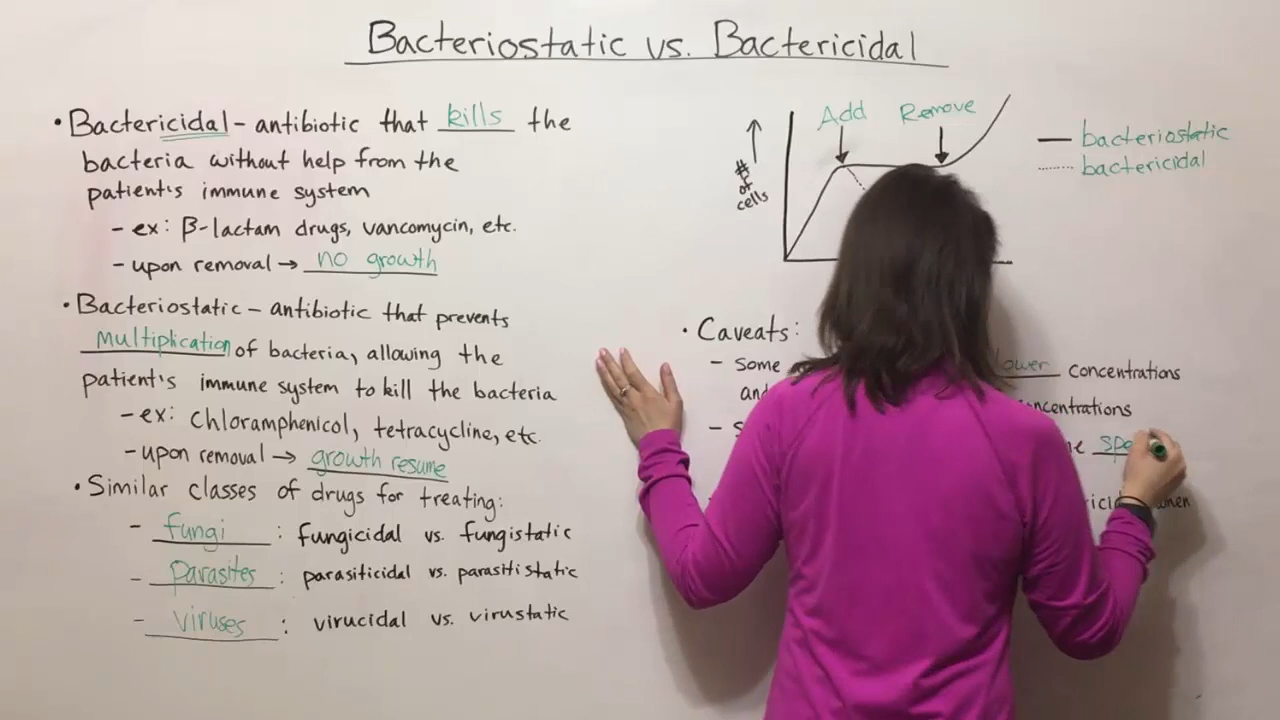 Bacteriostatic vs. Bactericidal
• Bactericidal - antibiotic that kills the
bacteria without help from the
patient's immune system
- ex: β-lactam drugs, vancomycin, etc.
- upon removal → no growth
• Bacteriostatic - antibiotic that prevents
multiplication of bacteria, allowing the
patient's immune system to kill the bacteria
- ex: Chloramphenicol, tetracycline, etc.
- upon removal → growth resume
• Similar classes of drugs for treating:
- fungi : fungicidal vs. fungistatic
- Parasites : parasiticidal vs. parasitistatic
- viruses : virucidal vs. virustatic
Add Remove
# of cells
bacteriostatic
bactericidal
• Caveats:
- Some lower concentrations
concentrations